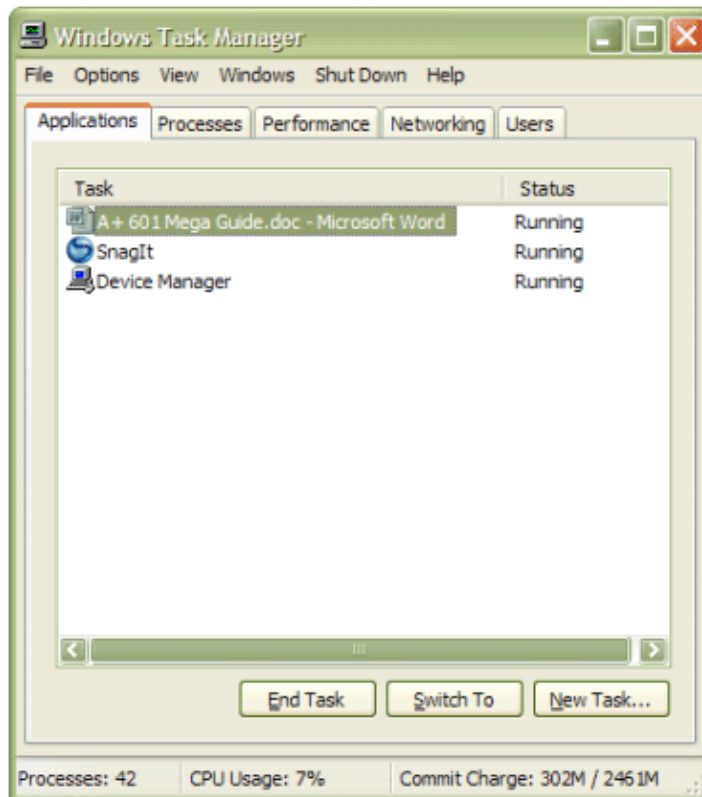 Windows Task Manager
File Options View Windows Shut Down Help
Applications Processes Performance Networking Users
Task Status
A+ 601 Mega Guide.doc - Microsoft Word Running
SnagIt Running
Device Manager Running
End Task Switch To New Task...
Processes: 42 CPU Usage: 7% Commit Charge: 302M / 2461M